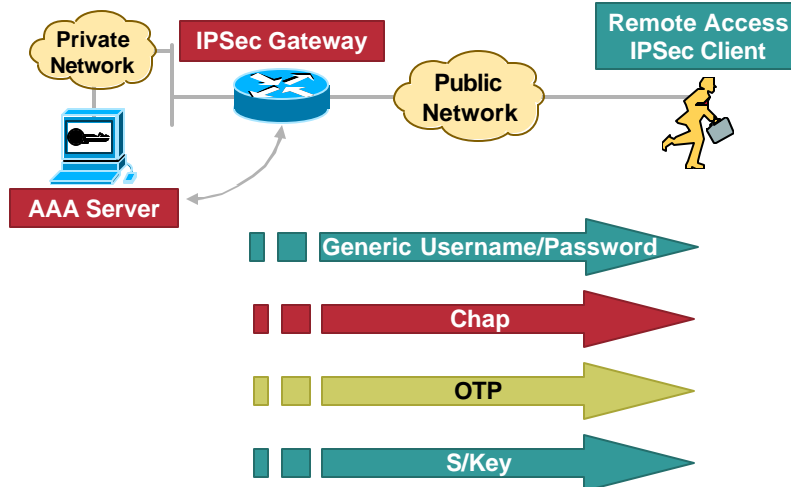 Private
Network
IPSec Gateway
Remote Access
IPSec Client
Public
Network
AAA Server
Generic Username/Password
Chap
OTP
S/Key